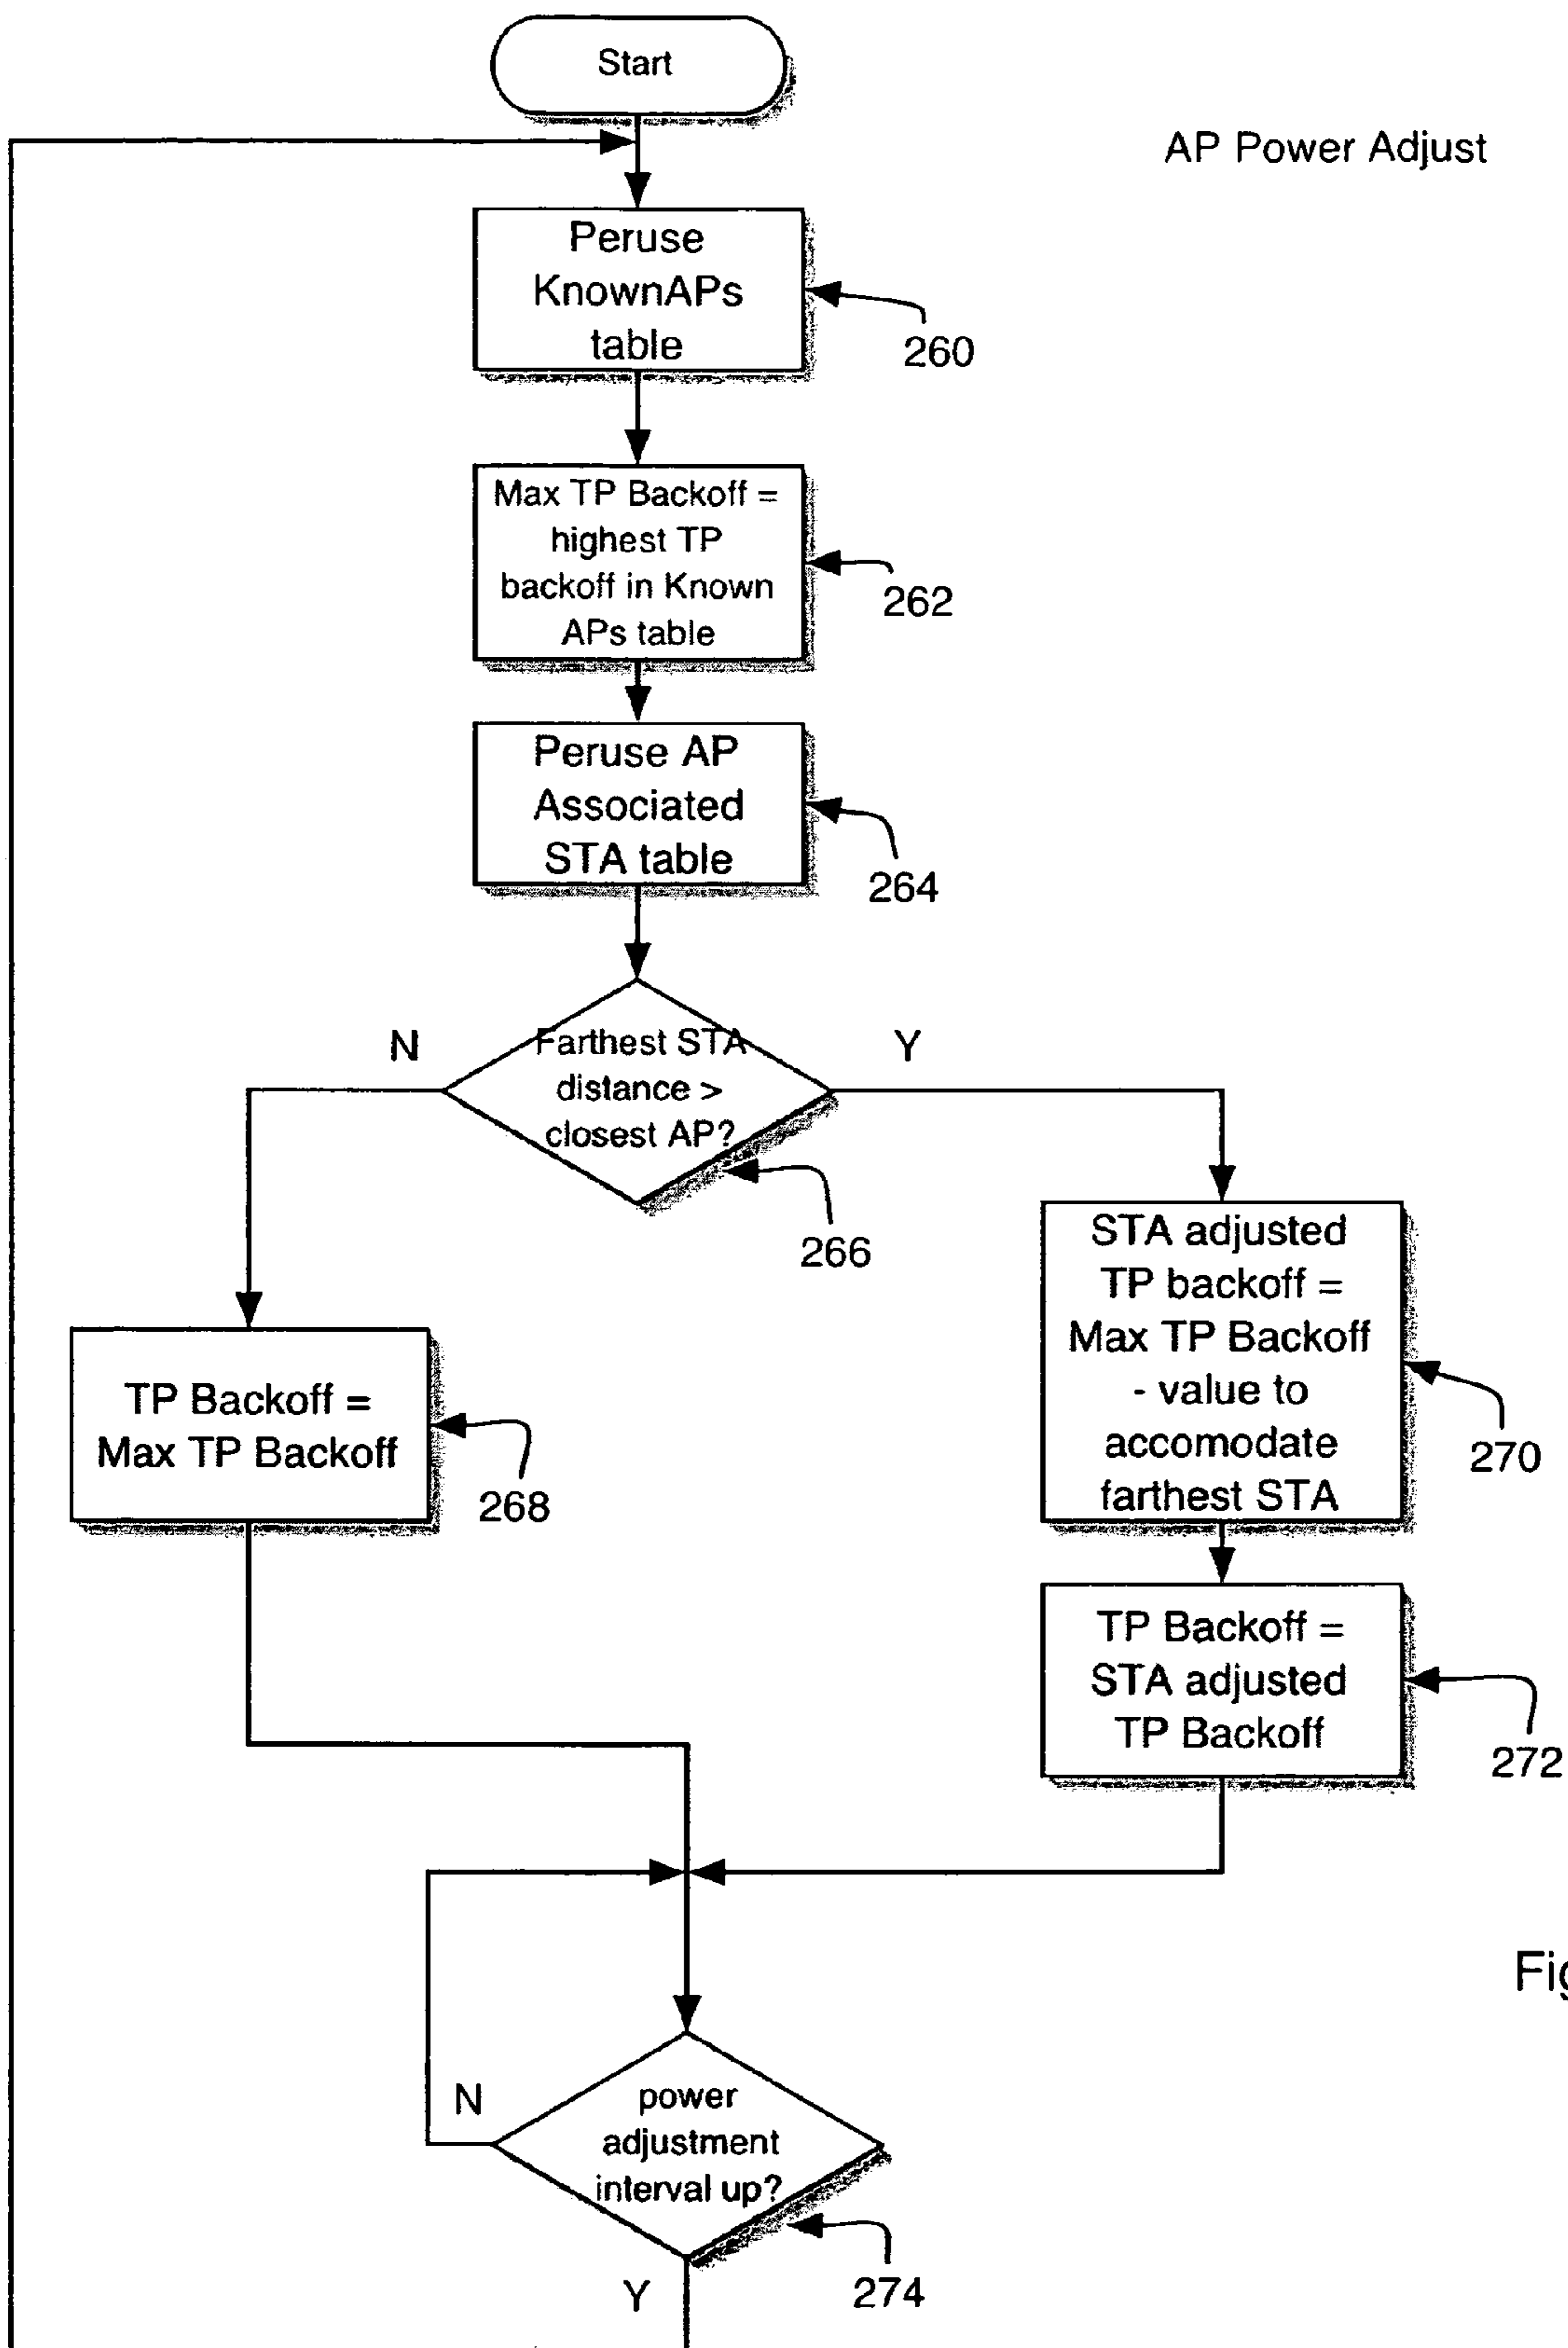 Start
AP Power Adjust
Peruse
KnownAPs
table
260
Max TP Backoff =
highest TP
backoff in Known
APs table
262
Peruse AP
Associated
STA table
264
N
Farthest STA
distance >
closest AP?
Y
266
STA adjusted
TP backoff =
Max TP Backoff
- value to
accomodate
farthest STA
270
TP Backoff =
Max TP Backoff
268
TP Backoff =
STA adjusted
TP Backoff
272
Fig
N
power
adjustment
interval up?
274
Y